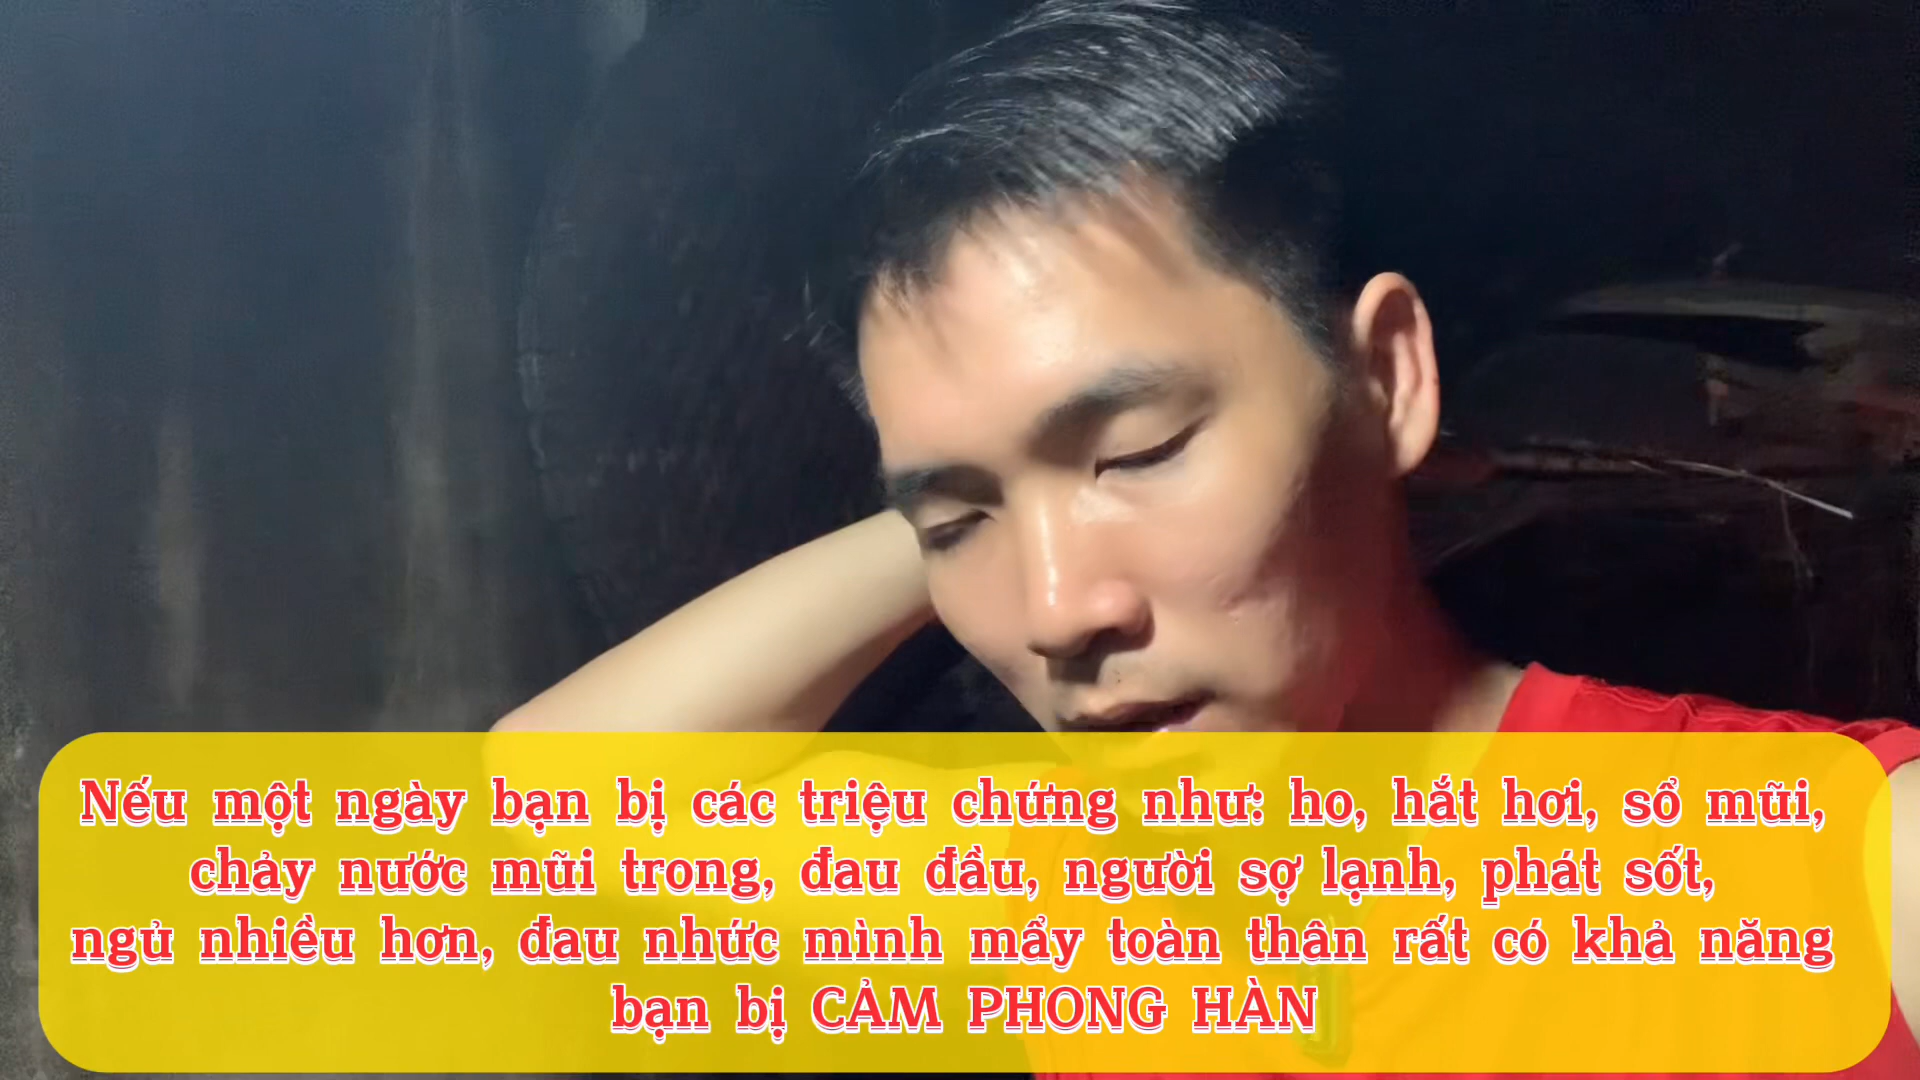 Nếu một ngày bạn bị các triệu chứng như: ho, hắt hơi, sổ mũi,
chảy nước mũi trong, đau đầu, người sợ lạnh, phát sốt,
ngủ nhiều hơn, đau nhức mình mẩy toàn thân rất có khả năng
bạn bị CẢM PHONG HÀN